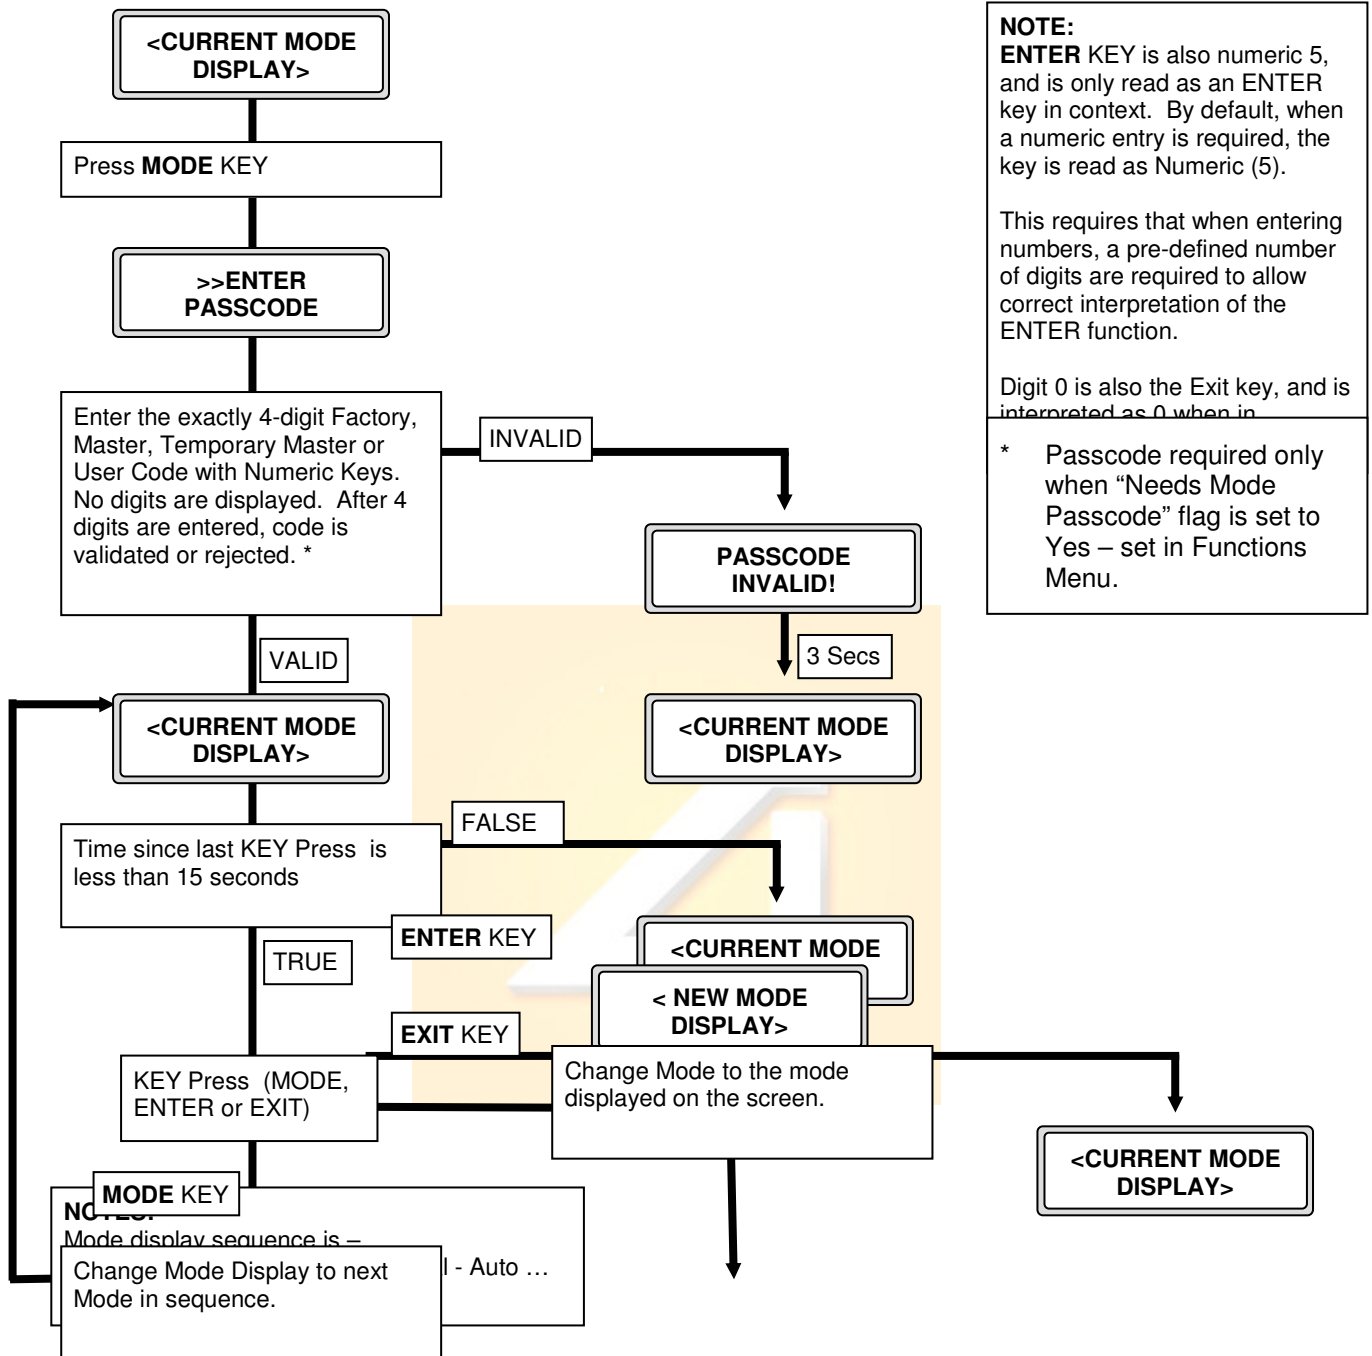 <CURRENT MODE
DISPLAY>
Press MODE KEY
>>ENTER
PASSCODE
Enter the exactly 4-digit Factory,
Master, Temporary Master or
User Code with Numeric Keys.
No digits are displayed.  After 4
digits are entered, code is
validated or rejected. *
INVALID
PASSCODE
INVALID!
3 Secs
<CURRENT MODE
DISPLAY>
VALID
<CURRENT MODE
DISPLAY>
Time since last KEY Press  is
less than 15 seconds
FALSE
<CURRENT MODE
TRUE
ENTER KEY
< NEW MODE
DISPLAY>
EXIT KEY
KEY Press  (MODE,
ENTER or EXIT)
Change Mode to the mode
displayed on the screen.
<CURRENT MODE
DISPLAY>
MODE KEY
NOTES:
Mode display sequence is –
l - Auto …
Change Mode Display to next
Mode in sequence.
NOTE:
ENTER KEY is also numeric 5,
and is only read as an ENTER
key in context.  By default, when
a numeric entry is required, the
key is read as Numeric (5).
This requires that when entering
numbers, a pre-defined number
of digits are required to allow
correct interpretation of the
ENTER function.
Digit 0 is also the Exit key, and is
interpreted as 0 when in
* Passcode required only
when “Needs Mode
Passcode” flag is set to
Yes – set in Functions
Menu.